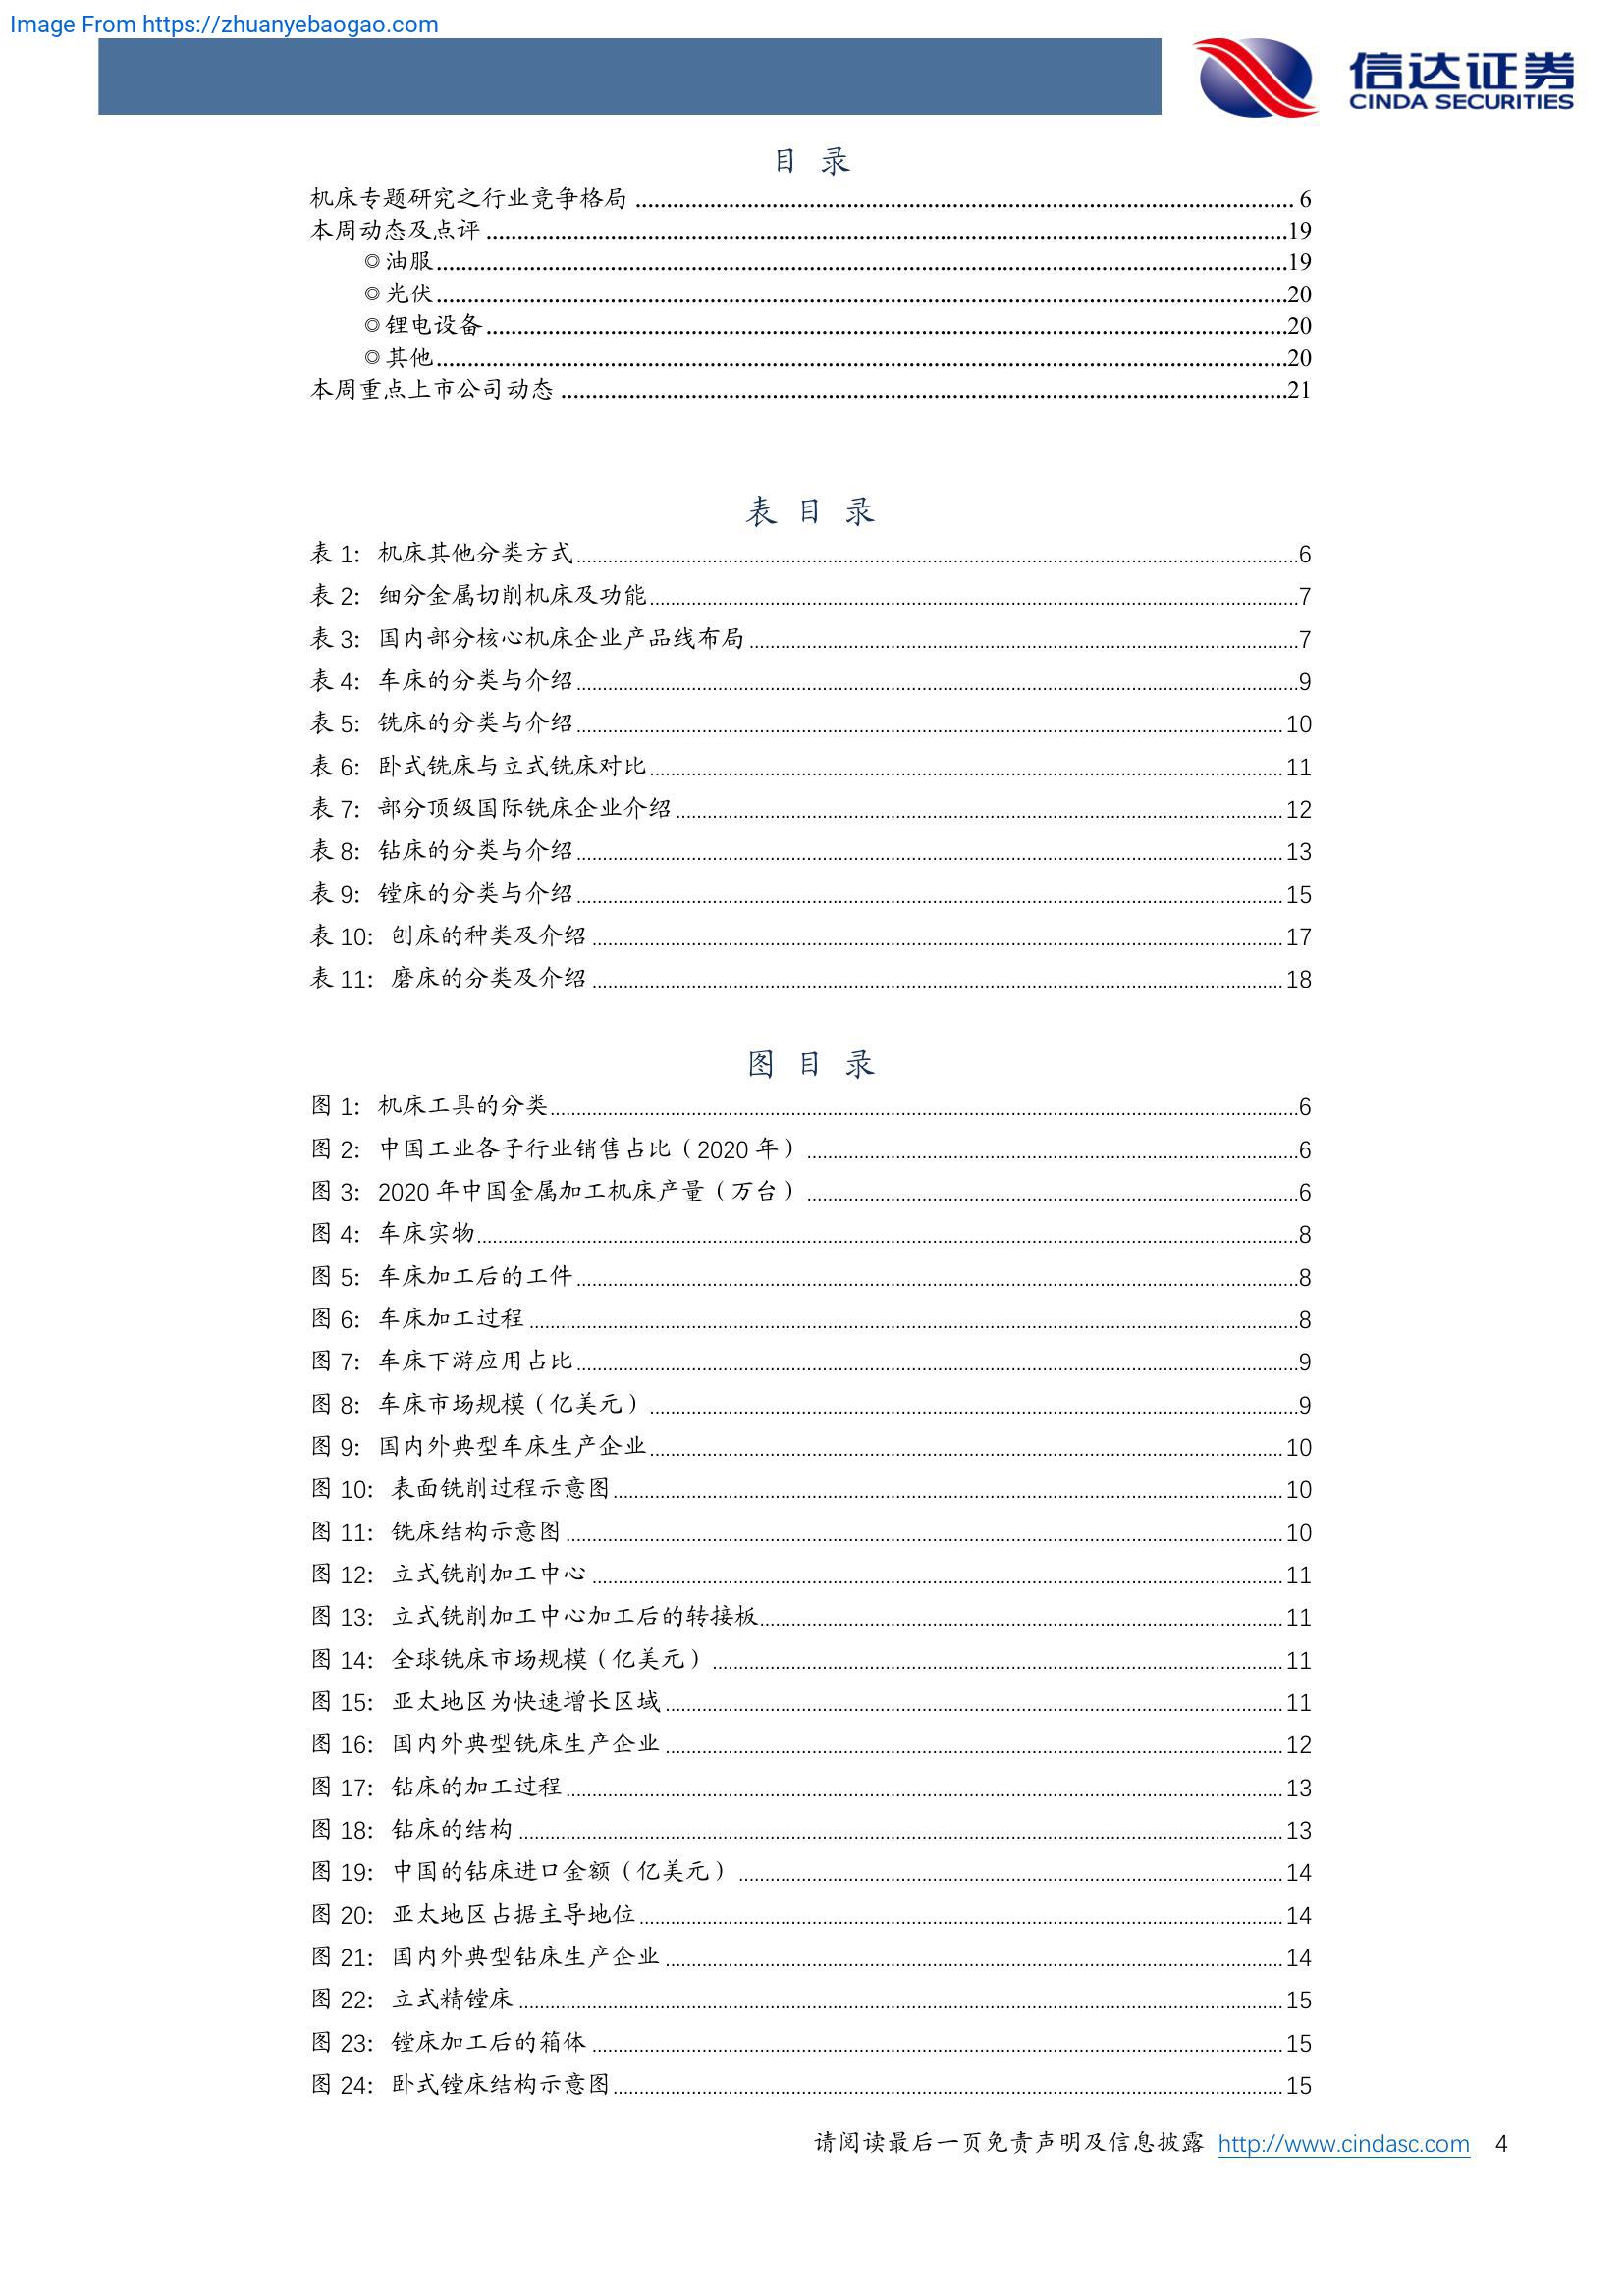 Image From https://zhuanyebaogao.com
信达证券
CINDA SECURITIES
目 录
机床专题研究之行业竞争格局 6
本周动态及点评 19
◎油服 19
◎光伏 20
◎锂电设备 20
◎其他 20
本周重点上市公司动态 21
表 目 录
表 1: 机床其他分类方式 6
表 2: 细分金属切削机床及功能 7
表 3: 国内部分核心机床企业产品线布局 7
表 4: 车床的分类与介绍 9
表 5: 铣床的分类与介绍 10
表 6: 卧式铣床与立式铣床对比 11
表 7: 部分顶级国际铣床企业介绍 12
表 8: 钻床的分类与介绍 13
表 9: 镗床的分类与介绍 15
表 10: 刨床的种类及介绍 17
表 11: 磨床的分类及介绍 18
图 目 录
图 1: 机床工具的分类 6
图 2: 中国工业各子行业销售占比（2020 年） 6
图 3: 2020 年中国金属加工机床产量（万台） 6
图 4: 车床实物 8
图 5: 车床加工后的工件 8
图 6: 车床加工过程 8
图 7: 车床下游应用占比 9
图 8: 车床市场规模（亿美元） 9
图 9: 国内外典型车床生产企业 10
图 10: 表面铣削过程示意图 10
图 11: 铣床结构示意图 10
图 12: 立式铣削加工中心 11
图 13: 立式铣削加工中心加工后的转接板 11
图 14: 全球铣床市场规模（亿美元） 11
图 15: 亚太地区为快速增长区域 11
图 16: 国内外典型铣床生产企业 12
图 17: 钻床的加工过程 13
图 18: 钻床的结构 13
图 19: 中国的钻床进口金额（亿美元） 14
图 20: 亚太地区占据主导地位 14
图 21: 国内外典型钻床生产企业 14
图 22: 立式精镗床 15
图 23: 镗床加工后的箱体 15
图 24: 卧式镗床结构示意图 15
请阅读最后一页免责声明及信息披露 http://www.cindasc.com 4